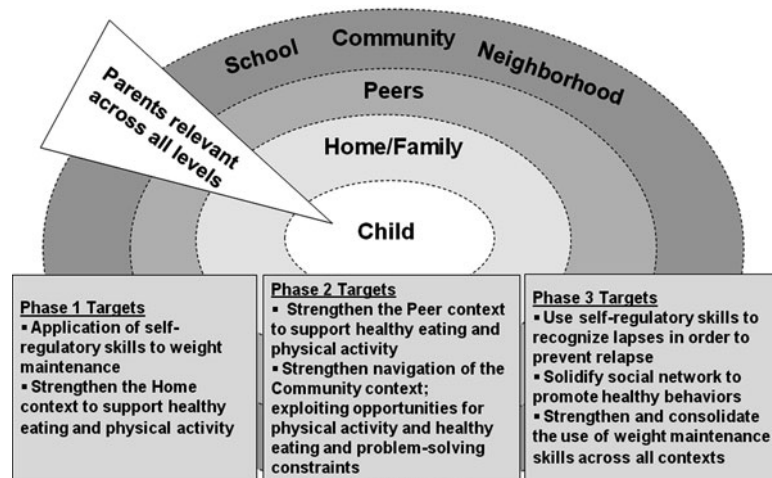 School Community Neighborhood
Parents relevant
across all levels
Peers
Home/Family
Child
Phase 1 Targets
▪ Application of self-
regulatory skills to weight
maintenance
▪ Strengthen the Home
context to support healthy
eating and physical activity
Phase 2 Targets
▪ Strengthen the Peer context
to support healthy eating and
physical activity
▪ Strengthen navigation of the
Community context;
exploiting opportunities for
physical activity and healthy
eating and problem-solving
constraints
Phase 3 Targets
▪ Use self-regulatory skills to
recognize lapses in order to
prevent relapse
▪ Solidify social network to
promote healthy behaviors
▪ Strengthen and consolidate
the use of weight maintenance
skills across all contexts